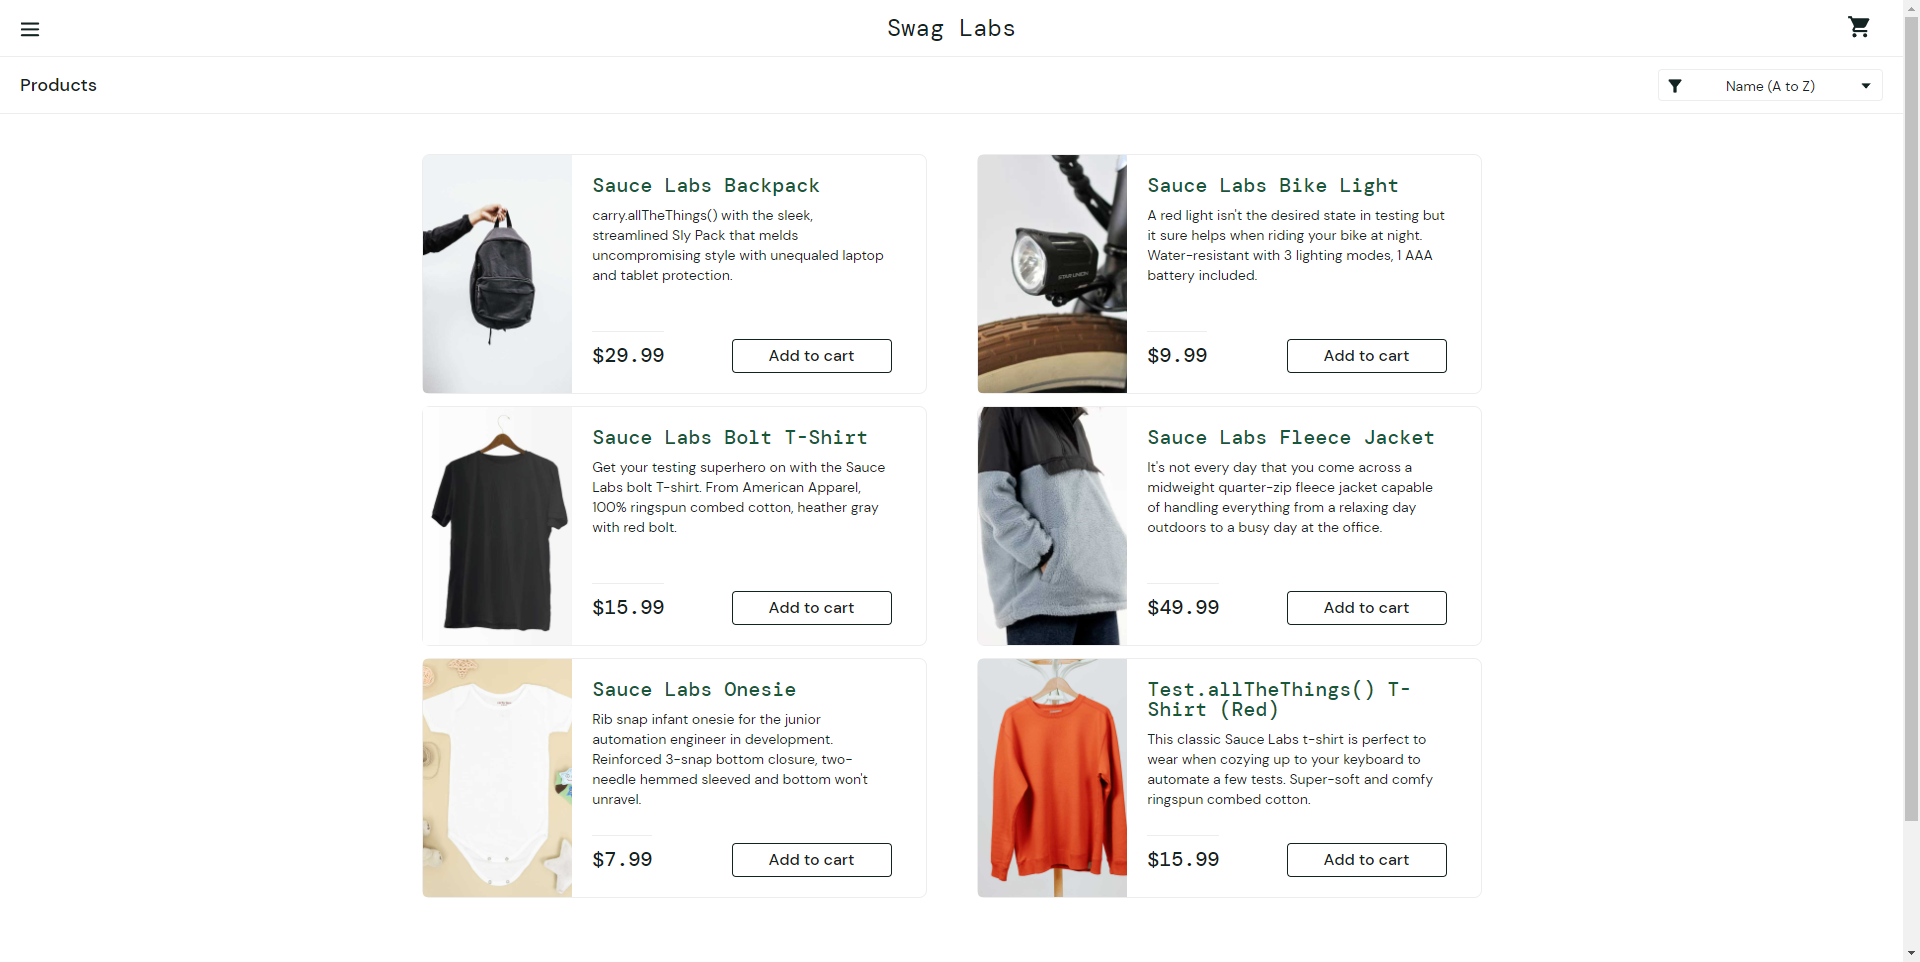 Swag Labs
Products
Name (A to Z)
Sauce Labs Backpack
carry.allTheThings() with the sleek,
streamlined Sly Pack that melds
uncompromising style with unequaled laptop
and tablet protection.
$29.99
Add to cart
Sauce Labs Bike Light
A red light isn't the desired state in testing but
it sure helps when riding your bike at night.
Water-resistant with 3 lighting modes, 1 AAA
battery included.
$9.99
Add to cart
STAR UNION
Sauce Labs Bolt T-Shirt
Get your testing superhero on with the Sauce
Labs bolt T-shirt. From American Apparel,
100% ringspun combed cotton, heather gray
with red bolt.
$15.99
Add to cart
Sauce Labs Fleece Jacket
It's not every day that you come across a
midweight quarter-zip fleece jacket capable
of handling everything from a relaxing day
outdoors to a busy day at the office.
$49.99
Add to cart
Sauce Labs Onesie
Rib snap infant onesie for the junior
automation engineer in development.
Reinforced 3-snap bottom closure, two-
needle hemmed sleeved and bottom won't
unravel.
$7.99
Add to cart
Test.allTheThings() T-
Shirt (Red)
This classic Sauce Labs t-shirt is perfect to
wear when cozying up to your keyboard to
automate a few tests. Super-soft and comfy
ringspun combed cotton.
$15.99
Add to cart